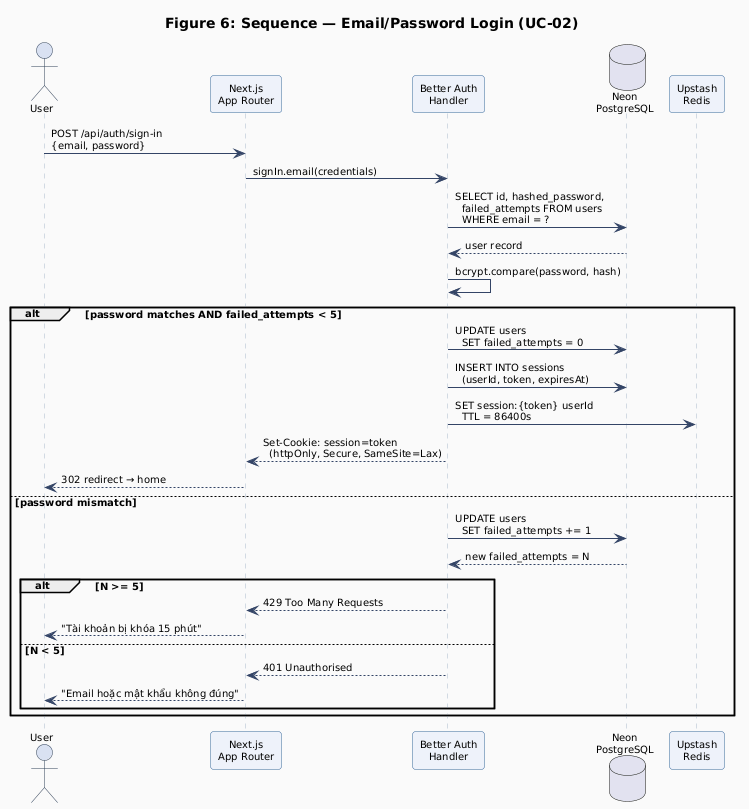 Figure 6: Sequence — Email/Password Login (UC-02)
User
Next.js
App Router
Better Auth
Handler
Neon
PostgreSQL
Upstash
Redis
POST /api/auth/sign-in
{email, password}
signIn.email(credentials)
SELECT id, hashed_password,
failed_attempts FROM users
WHERE email = ?
user record
bcrypt.compare(password, hash)
alt
[password matches AND failed_attempts < 5]
UPDATE users
SET failed_attempts = 0
INSERT INTO sessions
(userId, token, expiresAt)
SET session:{token} userId
TTL = 86400s
Set-Cookie: session=token
(httpOnly, Secure, SameSite=Lax)
302 redirect → home
[password mismatch]
UPDATE users
SET failed_attempts += 1
new failed_attempts = N
alt
[N >= 5]
429 Too Many Requests
"Tài khoản bị khóa 15 phút"
[N < 5]
401 Unauthorised
"Email hoặc mật khẩu không đúng"
User
Next.js
App Router
Better Auth
Handler
Neon
PostgreSQL
Upstash
Redis